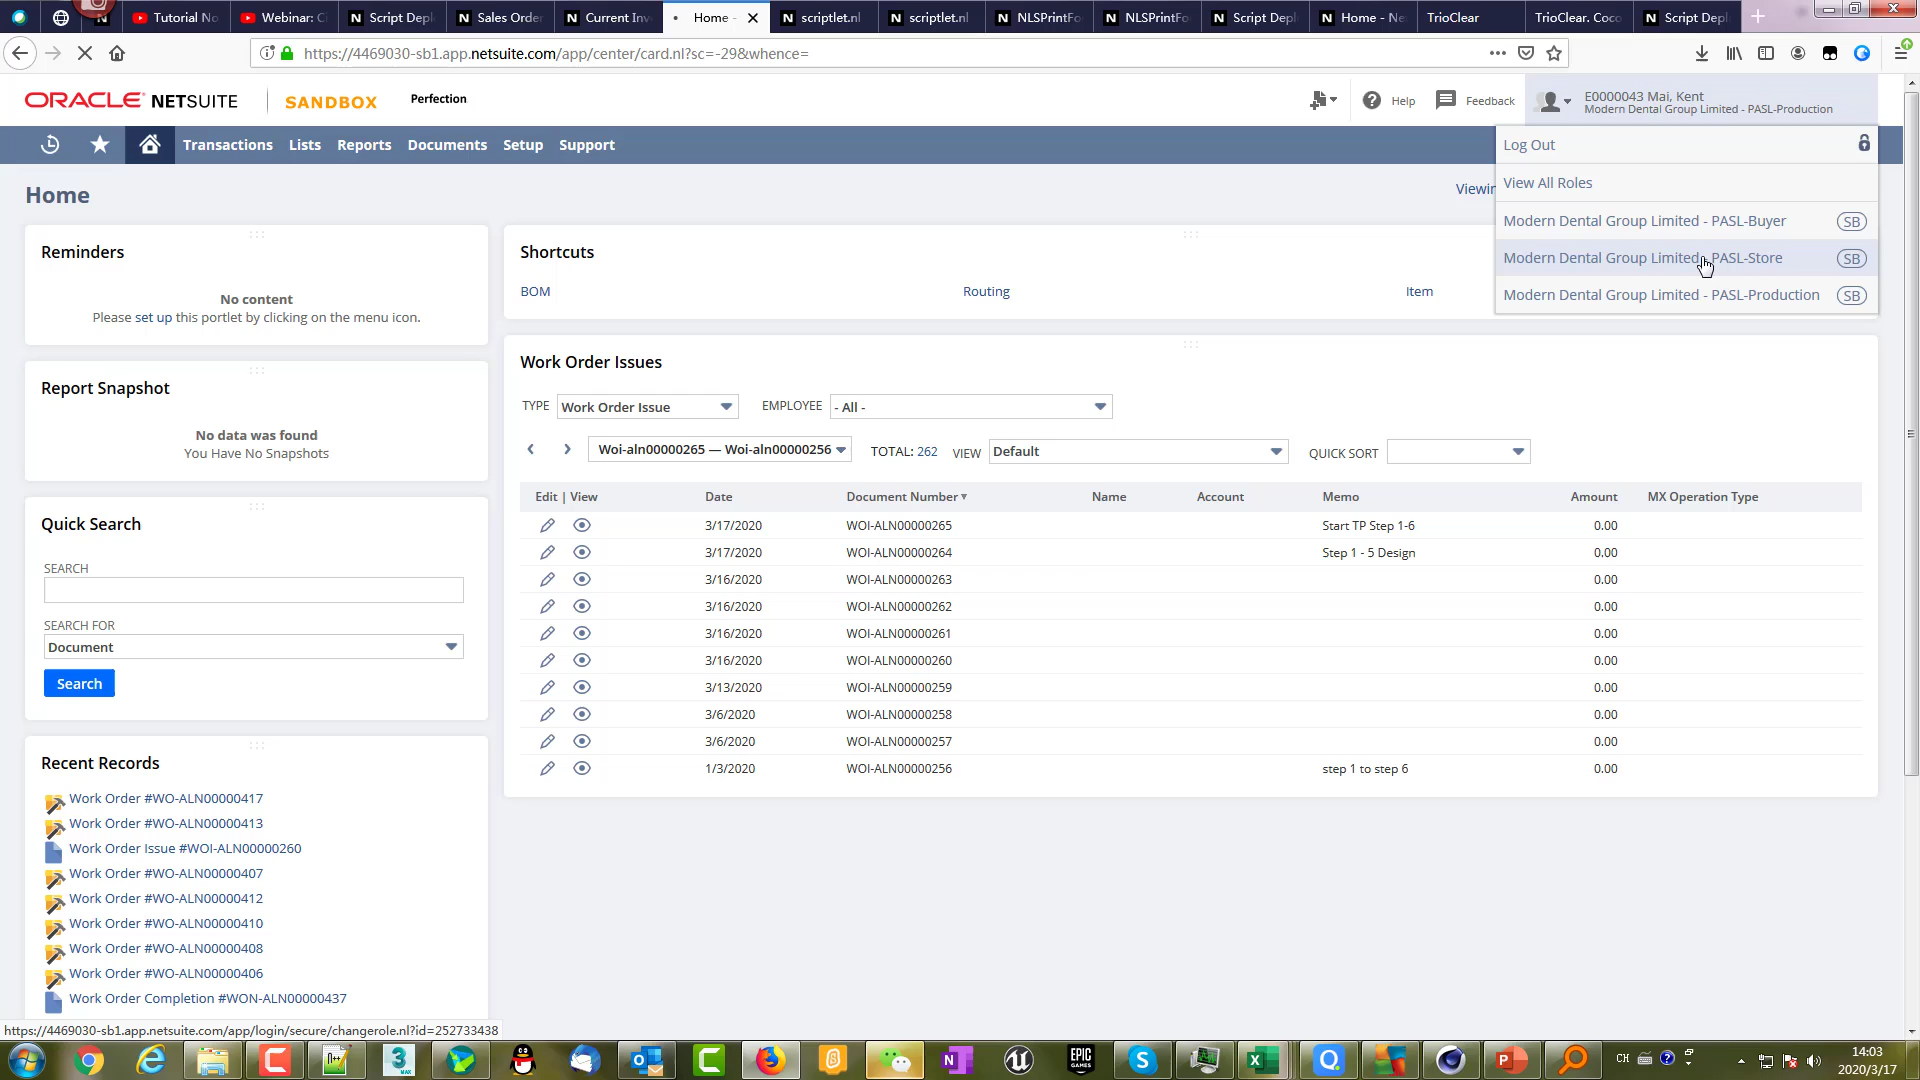 Tutorial No
Webinar: C
Script Depl
Sales Order
Current Inv
Home -
scriptlet.nl
scriptlet.nl
NLSPrintFo
NLSPrintFo
Script Depl
Home - Ne
TrioClear
TrioClear. Coco
Script Depl
https://4469030-sb1.app.netsuite.com/app/center/card.nl?sc=-29&whence=
ORACLE NETSUITE
SANDBOX
Perfection
Help
Feedback
E0000043 Mai, Kent
Modern Dental Group Limited - PASL-Production
Transactions
Lists
Reports
Documents
Setup
Support
Log Out
View All Roles
Modern Dental Group Limited - PASL-Buyer SB
Modern Dental Group Limited - PASL-Store SB
Modern Dental Group Limited - PASL-Production SB
Home
Viewin
Reminders
No content
Please set up this portlet by clicking on the menu icon.
Report Snapshot
No data was found
You Have No Snapshots
Quick Search
SEARCH
SEARCH FOR
Document
Search
Recent Records
Work Order #WO-ALN00000417
Work Order #WO-ALN00000413
Work Order Issue #WOI-ALN00000260
Work Order #WO-ALN00000407
Work Order #WO-ALN00000412
Work Order #WO-ALN00000410
Work Order #WO-ALN00000408
Work Order #WO-ALN00000406
Work Order Completion #WON-ALN00000437
Shortcuts
BOM
Routing
Item
Work Order Issues
TYPE Work Order Issue EMPLOYEE - All -
Woi-aln00000265 — Woi-aln00000256 TOTAL: 262 VIEW Default QUICK SORT
Edit | View Date Document Number Name Account Memo Amount MX Operation Type
3/17/2020 WOI-ALN00000265 Start TP Step 1-6 0.00
3/17/2020 WOI-ALN00000264 Step 1 - 5 Design 0.00
3/16/2020 WOI-ALN00000263 0.00
3/16/2020 WOI-ALN00000262 0.00
3/16/2020 WOI-ALN00000261 0.00
3/16/2020 WOI-ALN00000260 0.00
3/13/2020 WOI-ALN00000259 0.00
3/6/2020 WOI-ALN00000258 0.00
3/6/2020 WOI-ALN00000257 0.00
1/3/2020 WOI-ALN00000256 step 1 to step 6 0.00
https://4469030-sb1.app.netsuite.com/app/login/secure/changerole.nl?id=252733438
CH
14:03
2020/3/17